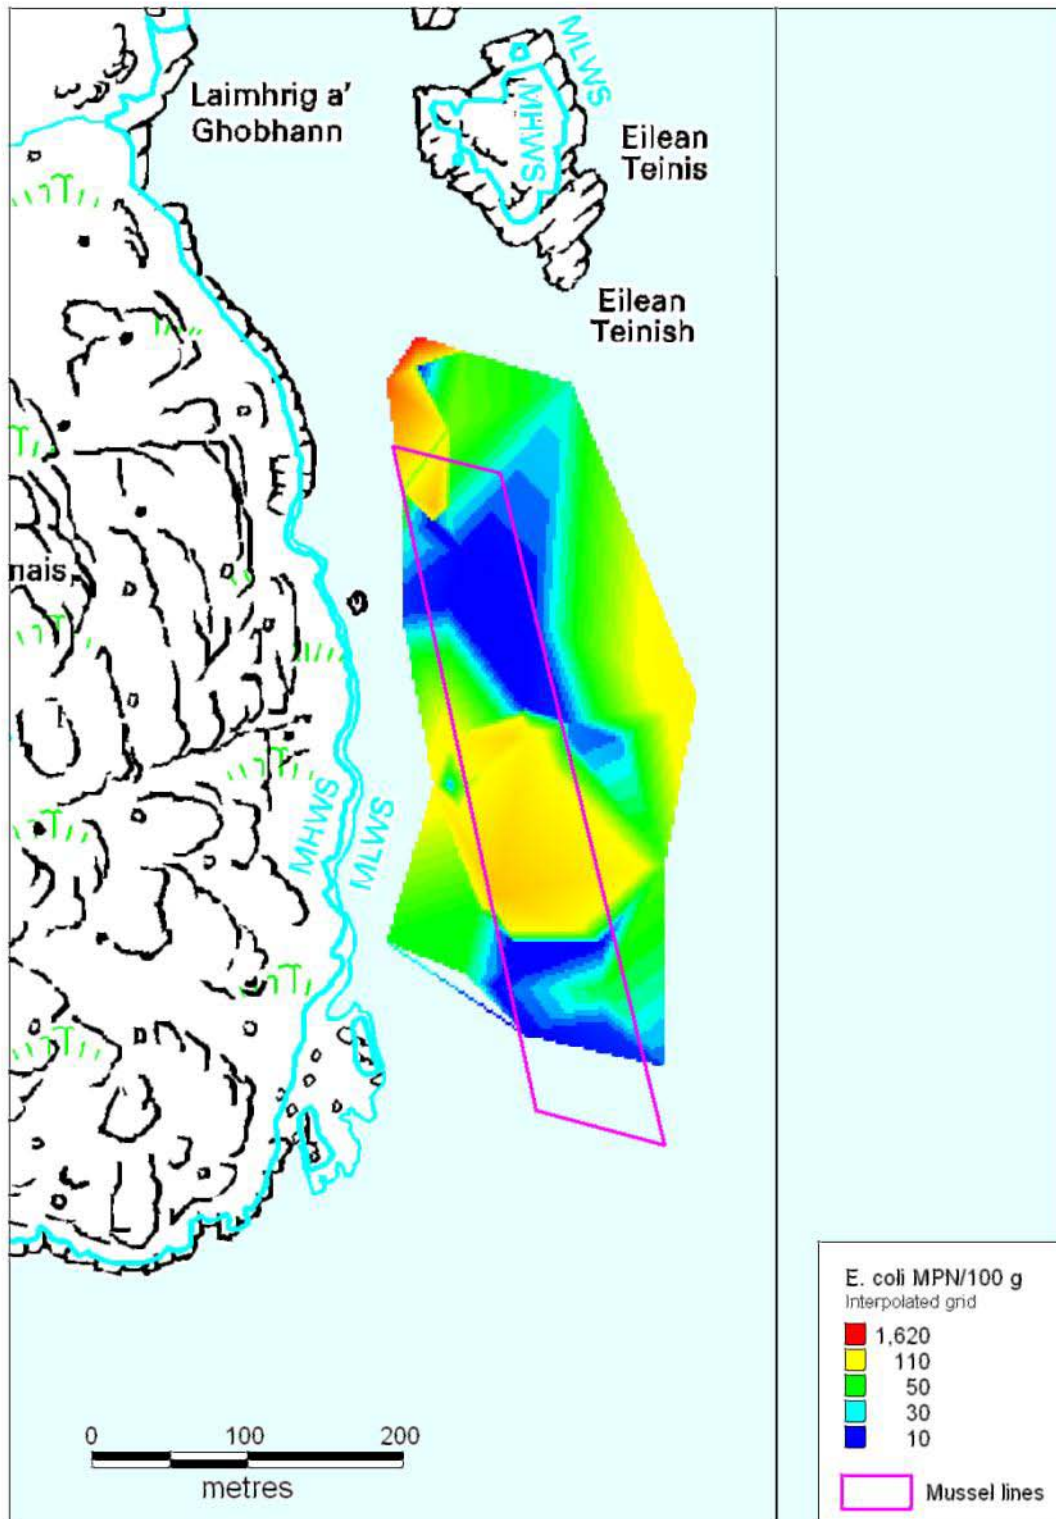 MLWS
Laimhrig a'
Ghobhann
MHWS
Eilean
Teinis
Eilean
Teinish
nais
MHWS
MLWS
E. coli MPN/100 g
Interpolated grid
1,620
110
50
30
10
Mussel lines
0 100 200
metres